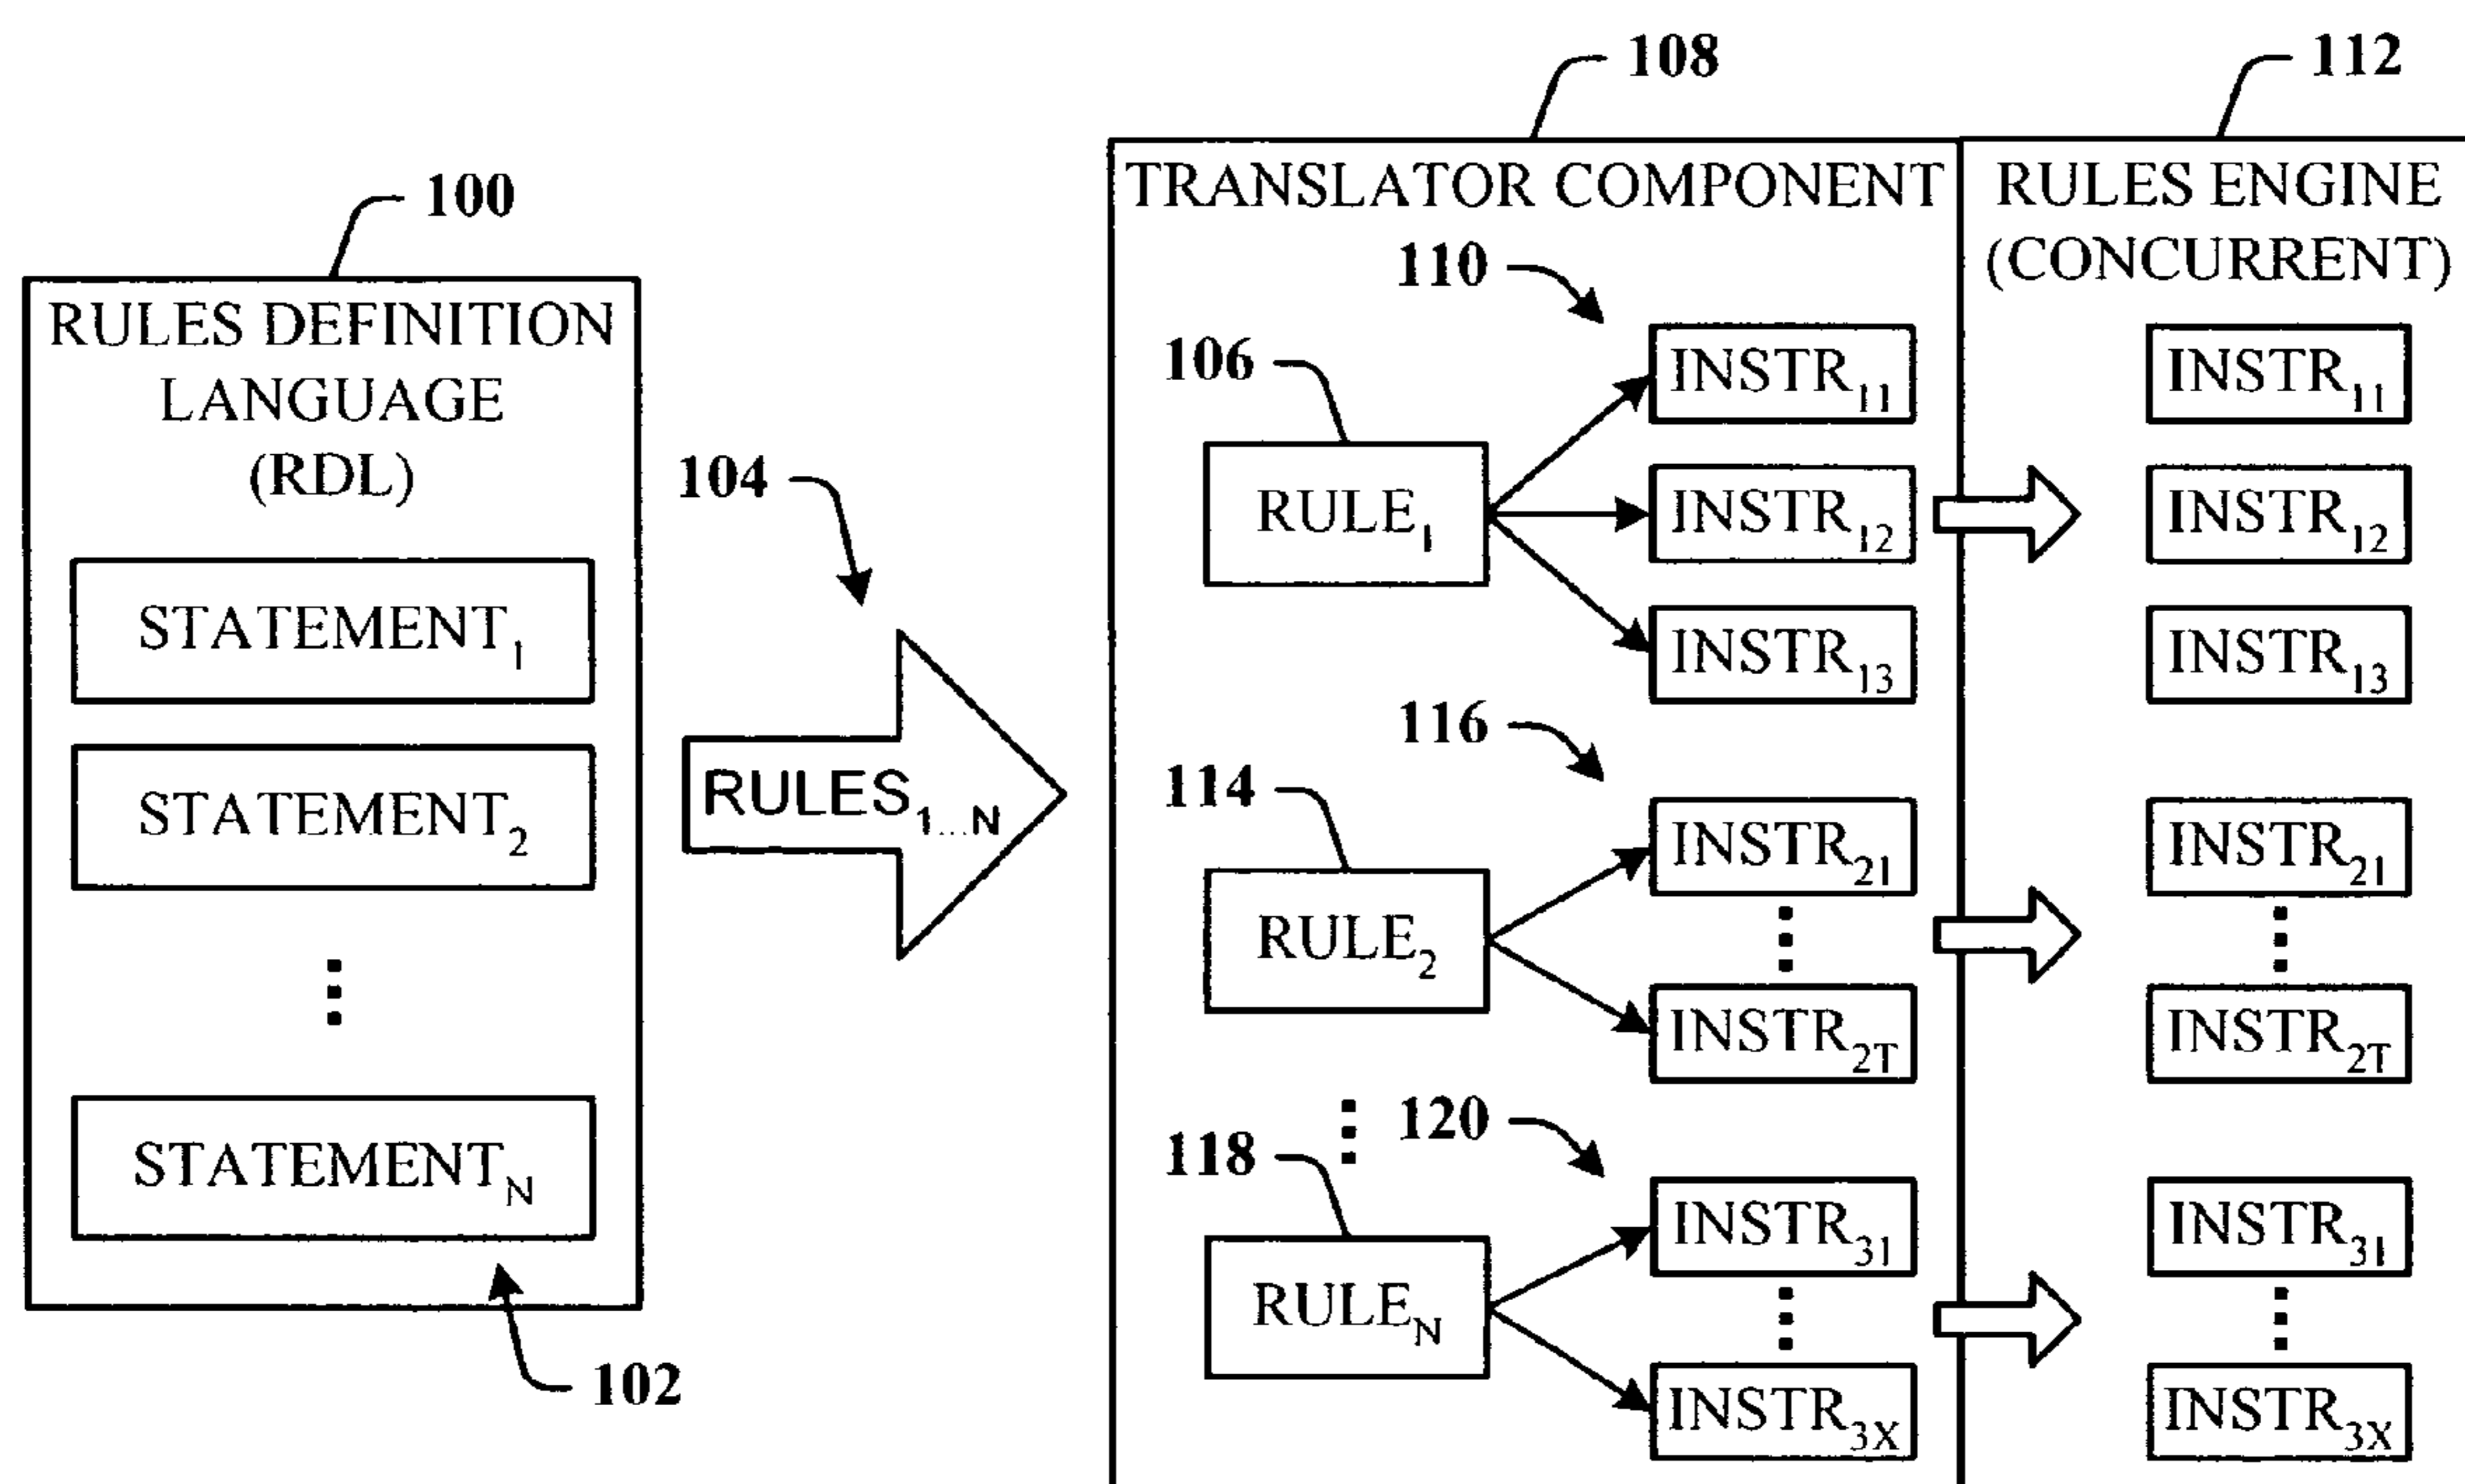 100
RULES DEFINITION
LANGUAGE
(RDL)
STATEMENT1
STATEMENT2
⋮
STATEMENTN
102
104
RULES1...N
108
TRANSLATOR COMPONENT
110
106
RULE1
INSTR11
INSTR12
INSTR13
116
114
RULE2
INSTR21
⋮
INSTR2T
⋮
120
118
RULEN
INSTR31
⋮
INSTR3X
112
RULES ENGINE
(CONCURRENT)
INSTR11
INSTR12
INSTR13
INSTR21
⋮
INSTR2T
INSTR31
⋮
INSTR3X